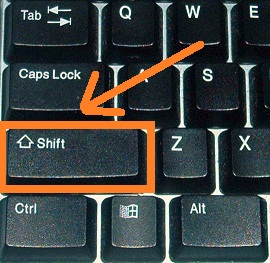 Tab Q W E
Caps Lock A S
Shift Z X
Ctrl Alt